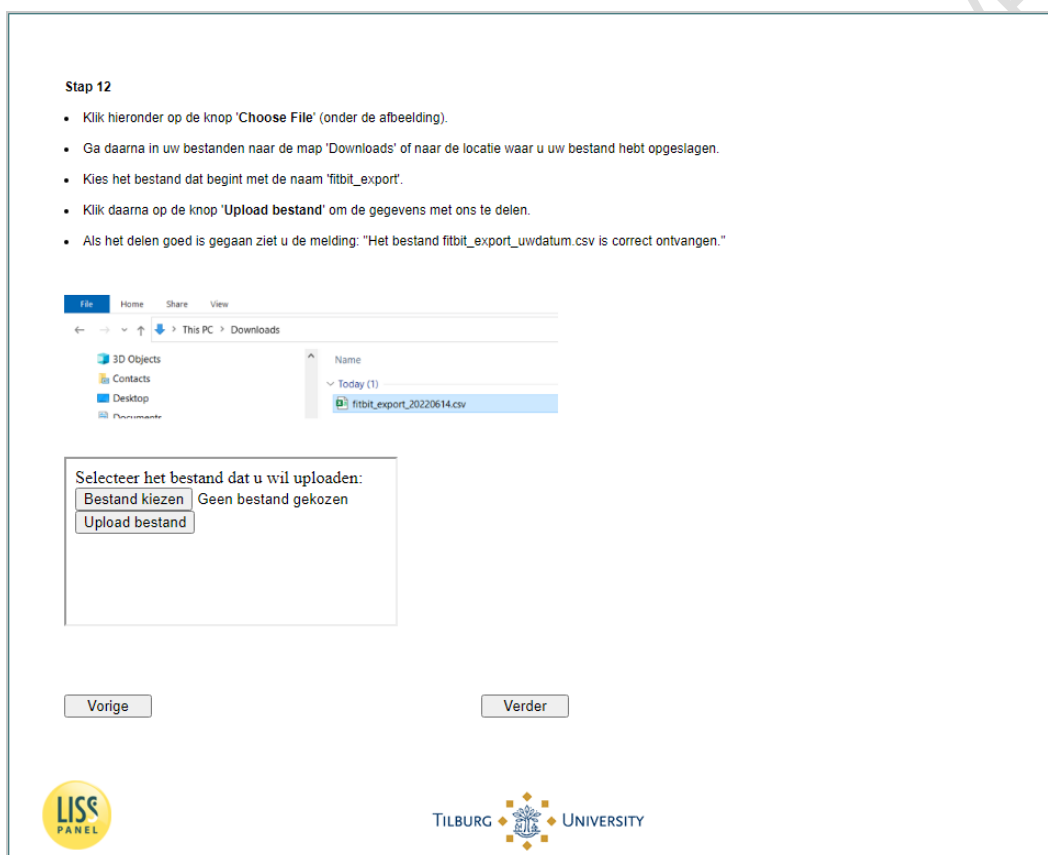 Stap 12
Klik hieronder op de knop 'Choose File' (onder de afbeelding).
Ga daarna in uw bestanden naar de map 'Downloads' of naar de locatie waar u uw bestand hebt opgeslagen.
Kies het bestand dat begint met de naam 'fitbit_export'.
Klik daarna op de knop 'Upload bestand' om de gegevens met ons te delen.
Als het delen goed is gegaan ziet u de melding: "Het bestand fitbit_export_uwdatum.csv is correct ontvangen."
File Home Share View
This PC > Downloads
3D Objects
Name
Contacts
Today (1)
Desktop
fitbit_export_20220614.csv
Documents
Selecteer het bestand dat u wil uploaden:
Bestand kiezen Geen bestand gekozen
Upload bestand
Vorige
Verder
LISS
PANEL
TILBURG UNIVERSITY